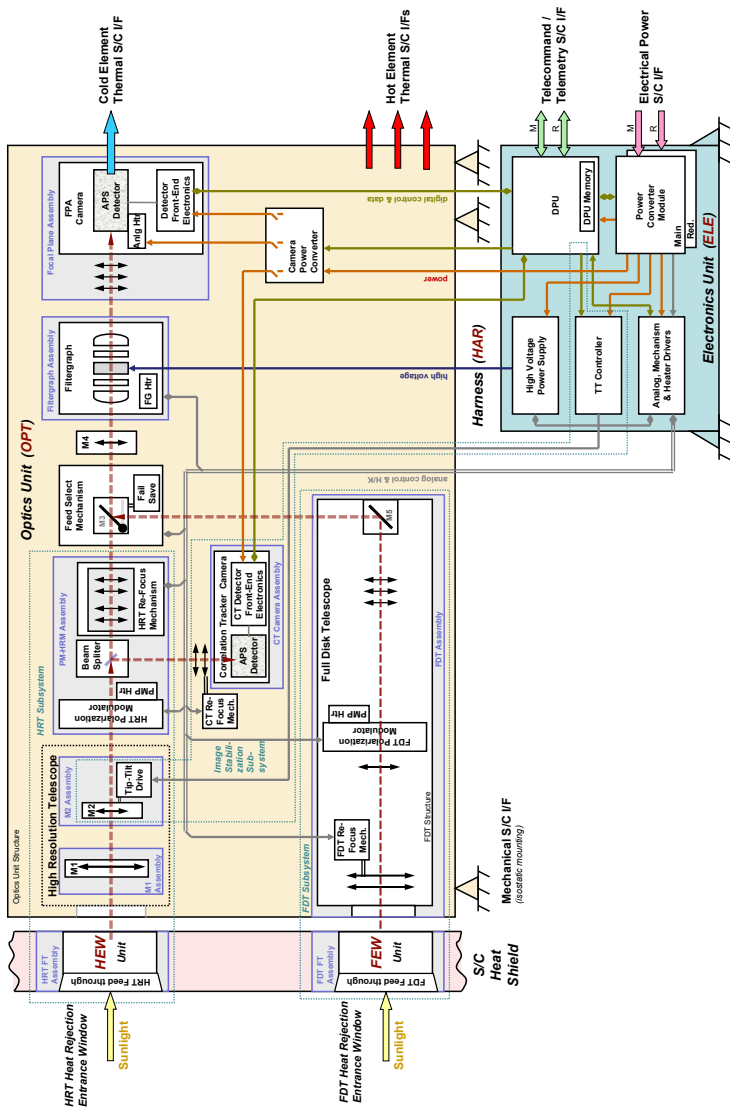 HRT Heat Rejection
Entrance Window
Sunlight
FDT Heat Rejection
Entrance Window
Sunlight
HRT FT
Assembly
HEW
Unit
HRT Feed through
FDT FT
Assembly
FEW
Unit
FDT Feed through
S/C
Heat
Shield
Optics Unit Structure
Optics Unit (OPT)
HRT Subsystem
High Resolution Telescope
M1
M1
Assembly
M2 Assembly
M2
Tip-Tilt
Drive
PM-HRM Assembly
HRT Polarization
Modulator
PMP Htr
Beam
Spliter
HRT Re-Focus
Mechanism
Feed Select
Mechanism
M3
Fail
Save
M4
Filtergraph Assembly
Filtergraph
FG Htr
Focal Plane Assembly
FPA
Camera
APS
Detector
Anlg Htr
Detector
Front-End
Electronics
Cold Element
Thermal S/C I/F
Hot Element
Thermal S/C I/Fs
Image
Stabili-
zation
Sub-
system
CT Re-
Focus
Mech.
Correlation Tracker Camera
APS
Detector
CT Detector
Front-End
Electronics
CT Camera Assembly
Camera
Power
Converter
digital control & data
power
high voltage
analog control & H/K
FDT Subsystem
FDT Re-
Focus
Mech.
FDT Structure
FDT Polarization
Modulator
PMP Htr
Full Disk Telescope
M5
FDT Assembly
Mechanical S/C I/F
(isostatic mounting)
Harness (HAR)
High Voltage
Power Supply
TT Controller
Analog, Mechanism
& Heater Drivers
DPU
DPU Memory
Power
Converter
Module
Main
Red.
Electronics Unit (ELE)
M
R
Telecommand /
Telemetry S/C I/F
M
R
Electrical Power
S/C I/F